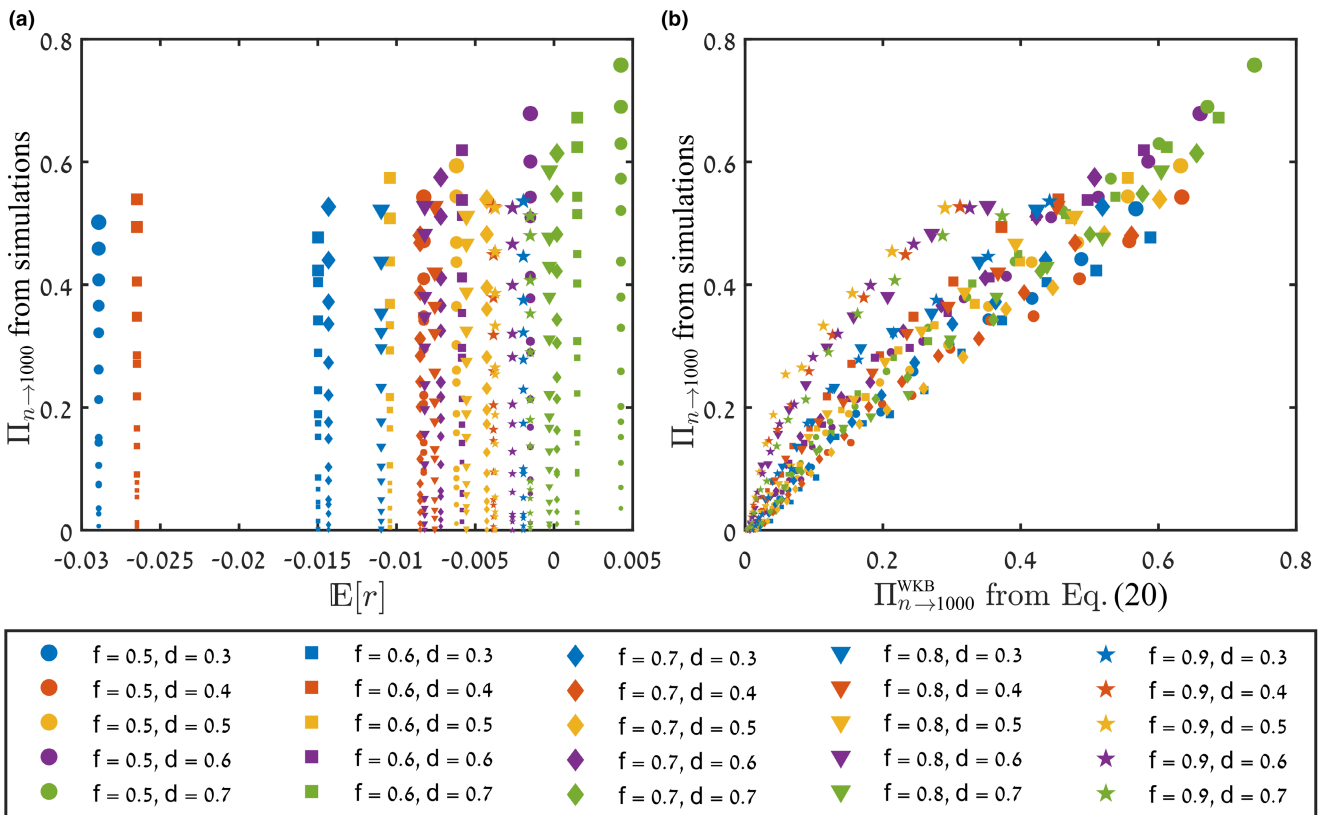 (a)
(b)
0.8
0.6
0.4
0.2
0
Πn→1000 from simulations
-0.03 -0.025 -0.02 -0.015 -0.01 -0.005 0 0.005
𝔼[r]
0.8
0.6
0.4
0.2
0
Πn→1000 from simulations
0 0.2 0.4 0.6 0.8
Π^WKB n→1000 from Eq. (20)
f = 0.5, d = 0.3 f = 0.6, d = 0.3 f = 0.7, d = 0.3 f = 0.8, d = 0.3 f = 0.9, d = 0.3
f = 0.5, d = 0.4 f = 0.6, d = 0.4 f = 0.7, d = 0.4 f = 0.8, d = 0.4 f = 0.9, d = 0.4
f = 0.5, d = 0.5 f = 0.6, d = 0.5 f = 0.7, d = 0.5 f = 0.8, d = 0.5 f = 0.9, d = 0.5
f = 0.5, d = 0.6 f = 0.6, d = 0.6 f = 0.7, d = 0.6 f = 0.8, d = 0.6 f = 0.9, d = 0.6
f = 0.5, d = 0.7 f = 0.6, d = 0.7 f = 0.7, d = 0.7 f = 0.8, d = 0.7 f = 0.9, d = 0.7